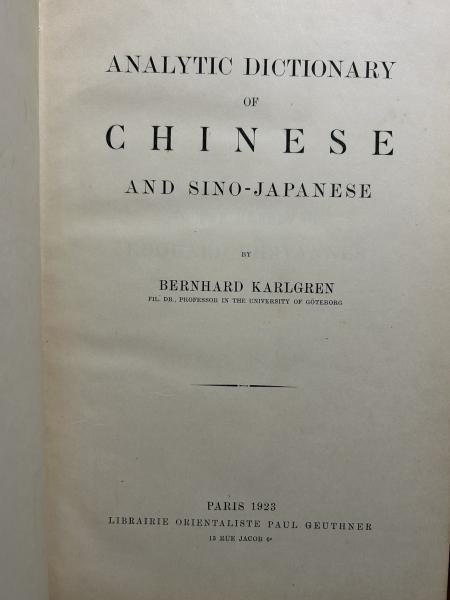 ANALYTIC DICTIONARY
OF
CHINESE
AND SINO-JAPANESE
BY
BERNHARD KARLGREN
FIL. DR., PROFESSOR IN THE UNIVERSITY OF GÖTEBORG
PARIS 1923
LIBRAIRIE ORIENTALISTE PAUL GEUTHNER
13 RUE JACOB 6e